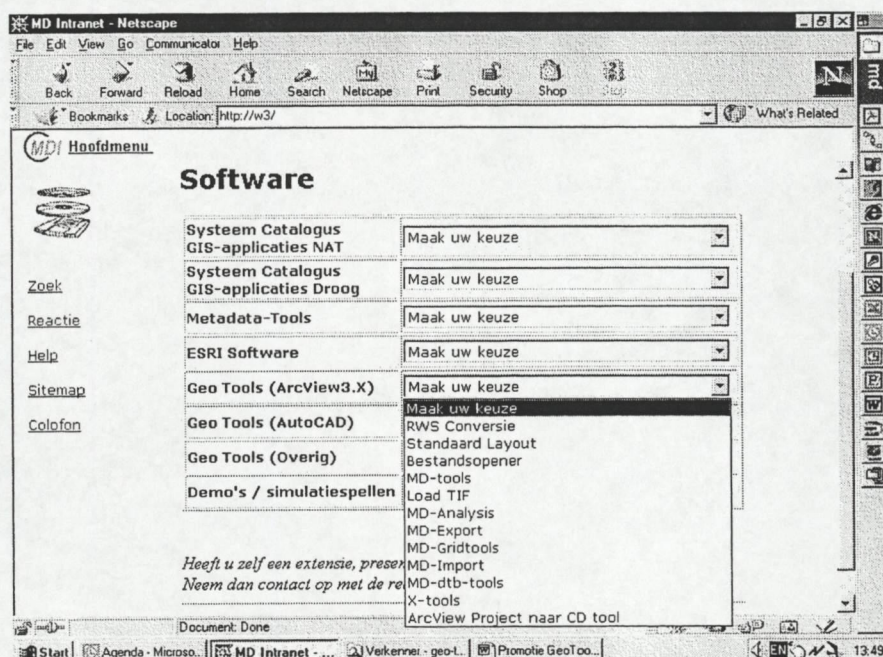 MD Intranet - Netscape
File Edit View Go Communicator Help
Back Forward Reload Home Search Netscape Print Security Shop Stop
Bookmarks Location: http://w3/ What's Related
MD Hoofdmenu
Software
Systeem Catalogus
GIS-applicaties NAT
Maak uw keuze
Systeem Catalogus
GIS-applicaties Droog
Maak uw keuze
Metadata-Tools Maak uw keuze
ESRI Software Maak uw keuze
Geo Tools (ArcView3.X) Maak uw keuze
Geo Tools (AutoCAD)
Geo Tools (Overig)
Demo's / simulatiespellen
Maak uw keuze
RWS Conversie
Standaard Layout
Bestandsopener
MD-tools
Load TIF
MD-Analysis
MD-Export
MD-Gridtools
MD-Import
MD-dtb-tools
X-tools
ArcView Project naar CD tool
Zoek
Reactie
Help
Sitemap
Colofon
Heeft u zelf een extensie, presen
Neem dan contact op met de re
Document: Done
Start Agenda - Microso... MD Intranet - ... Verkenner - geo-t... Promotie GeoToo... EN 13:49
md